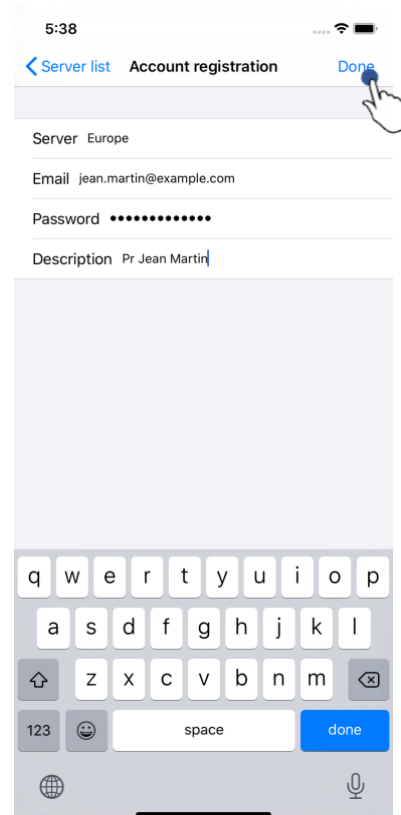 5:38
Server list Account registration Done
Server Europe
Email jean.martin@example.com
Password •••••••••••••
Description Pr Jean Martin
q w e r t y u i o p
a s d f g h j k l
z x c v b n m
123 space done